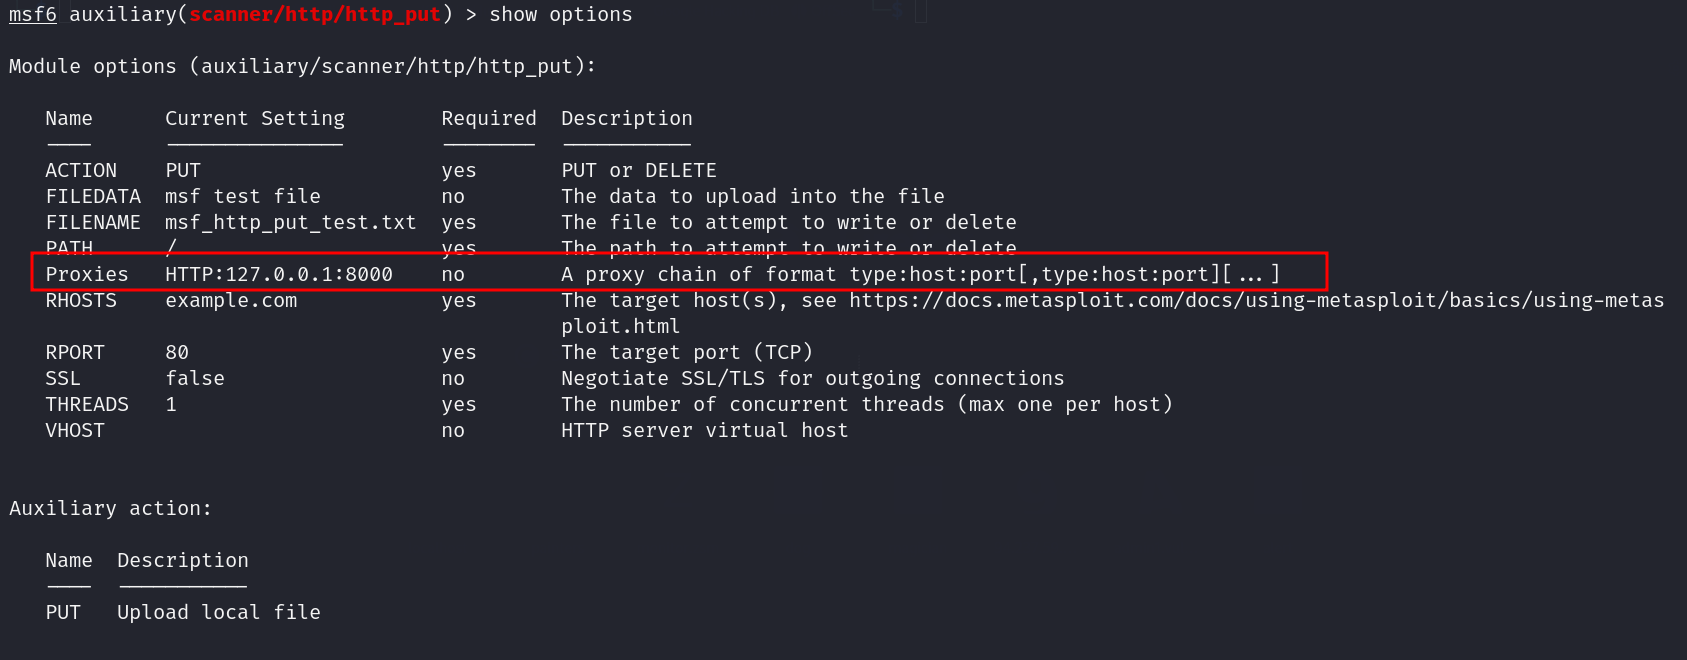 msf6 auxiliary(scanner/http/http_put) > show options
Module options (auxiliary/scanner/http/http_put):
Name Current Setting Required Description
---- --------------- -------- -----------
ACTION PUT yes PUT or DELETE
FILEDATA msf test file no The data to upload into the file
FILENAME msf_http_put_test.txt yes The file to attempt to write or delete
PATH / yes The path to attempt to write or delete
Proxies HTTP:127.0.0.1:8000 no A proxy chain of format type:host:port[,type:host:port][...]
RHOSTS example.com yes The target host(s), see https://docs.metasploit.com/docs/using-metasploit/basics/using-metas
ploit.html
RPORT 80 yes The target port (TCP)
SSL false no Negotiate SSL/TLS for outgoing connections
THREADS 1 yes The number of concurrent threads (max one per host)
VHOST no HTTP server virtual host
Auxiliary action:
Name Description
---- -----------
PUT Upload local file